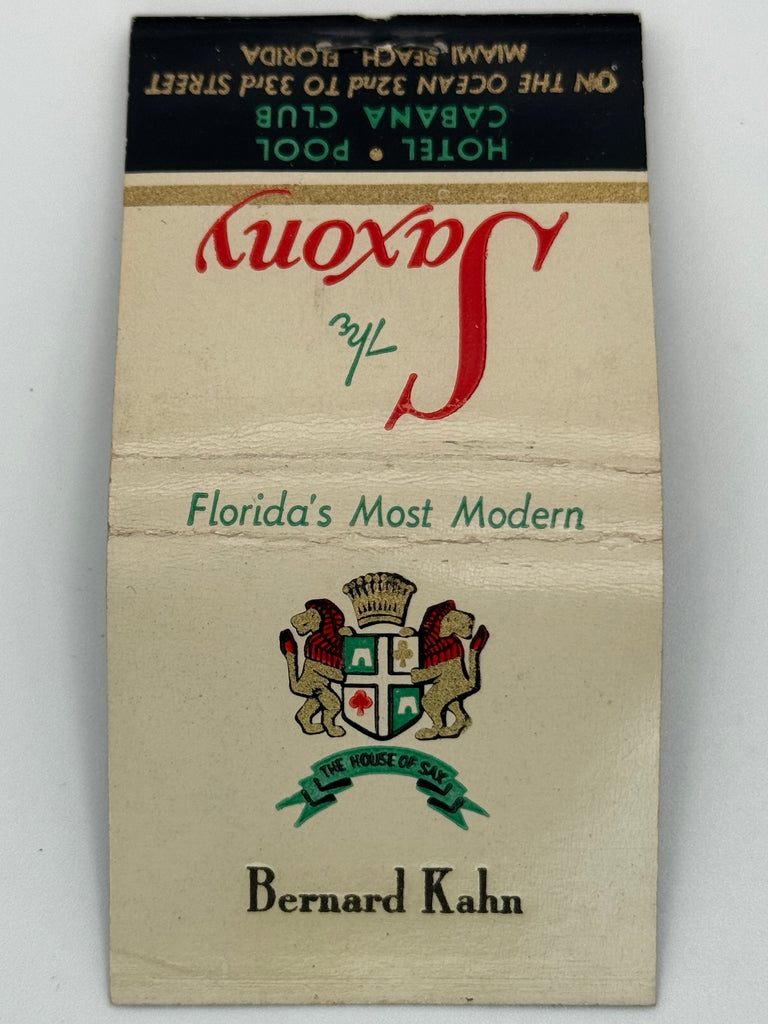 The Saxony
HOTEL • POOL
CABANA CLUB
ON THE OCEAN 32nd TO 33rd STREET
MIAMI BEACH, FLORIDA
Florida's Most Modern
THE HOUSE OF SAX
Bernard Kahn